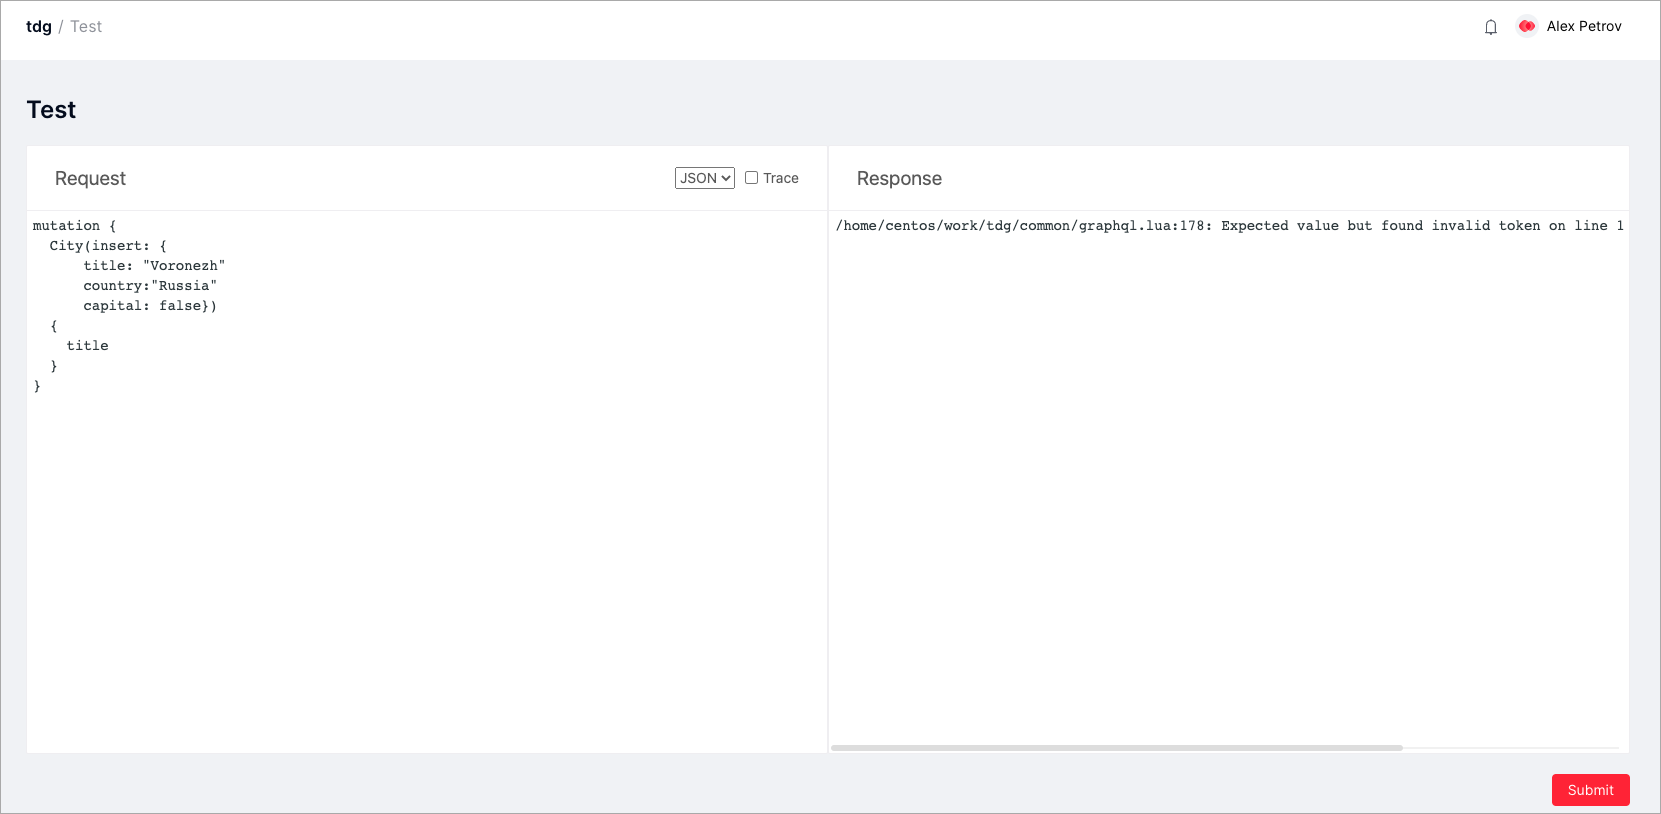 tdg / Test
Alex Petrov
Test
Request
JSON
Trace
Response
mutation {
  City(insert: {
      title: "Voronezh"
      country:"Russia"
      capital: false})
  {
    title
  }
}
/home/centos/work/tdg/common/graphql.lua:178: Expected value but found invalid token on line 1
Submit